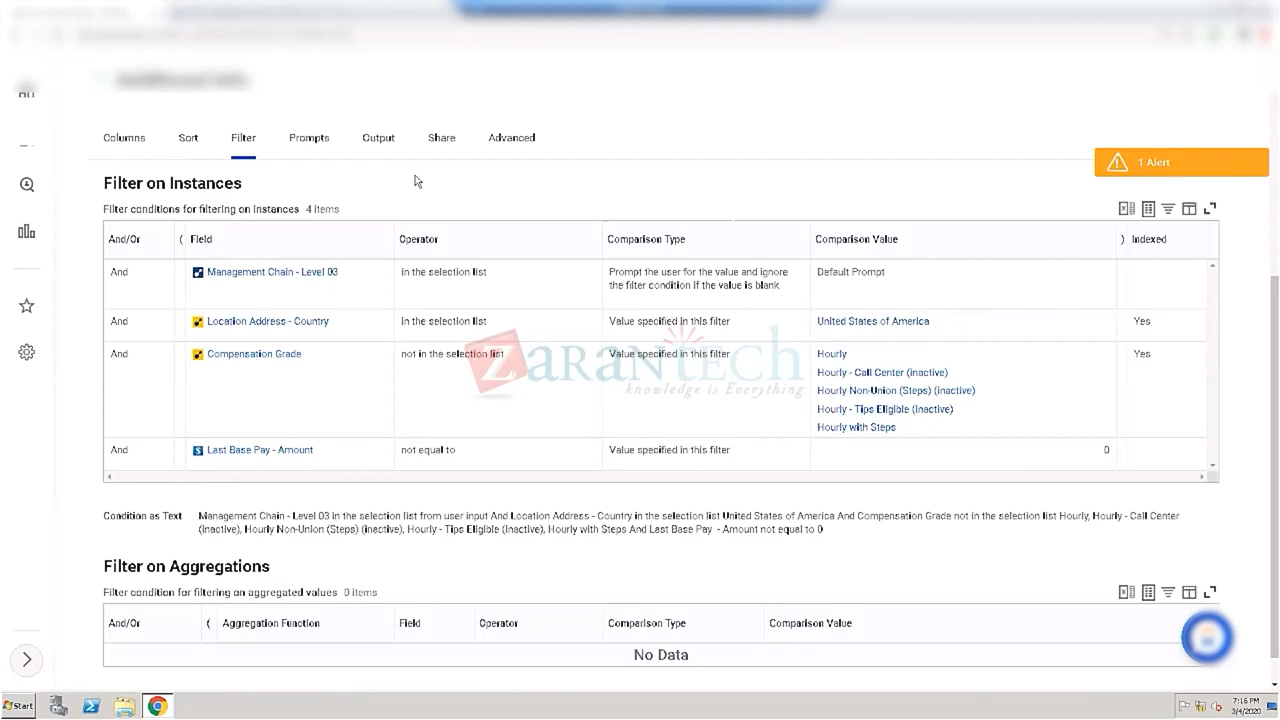 Additional Info
Columns Sort Filter Prompts Output Share Advanced
1 Alert
Filter on Instances
Filter conditions for filtering on Instances 4 items
And/Or ( Field Operator Comparison Type Comparison Value ) Indexed
And Management Chain - Level 03 in the selection list Prompt the user for the value and ignore the filter condition if the value is blank Default Prompt
And Location Address - Country in the selection list Value specified in this filter United States of America Yes
And Compensation Grade not in the selection list Value specified in this filter Hourly Yes
Hourly - Call Center (inactive)
Hourly Non-Union (Steps) (inactive)
Hourly - Tips Eligible (Inactive)
Hourly with Steps
zarantech
knowledge is Everything
And Last Base Pay - Amount not equal to Value specified in this filter 0
Condition as Text Management Chain - Level 03 in the selection list from user input And Location Address - Country in the selection list United States of America And Compensation Grade not in the selection list Hourly, Hourly - Call Center
(inactive), Hourly Non-Union (Steps) (inactive), Hourly - Tips Eligible (Inactive), Hourly with Steps And Last Base Pay - Amount not equal to 0
Filter on Aggregations
Filter condition for filtering on aggregated values 0 items
And/Or ( Aggregation Function Field Operator Comparison Type Comparison Value
No Data
Start
7:16 PM
3/4/2020